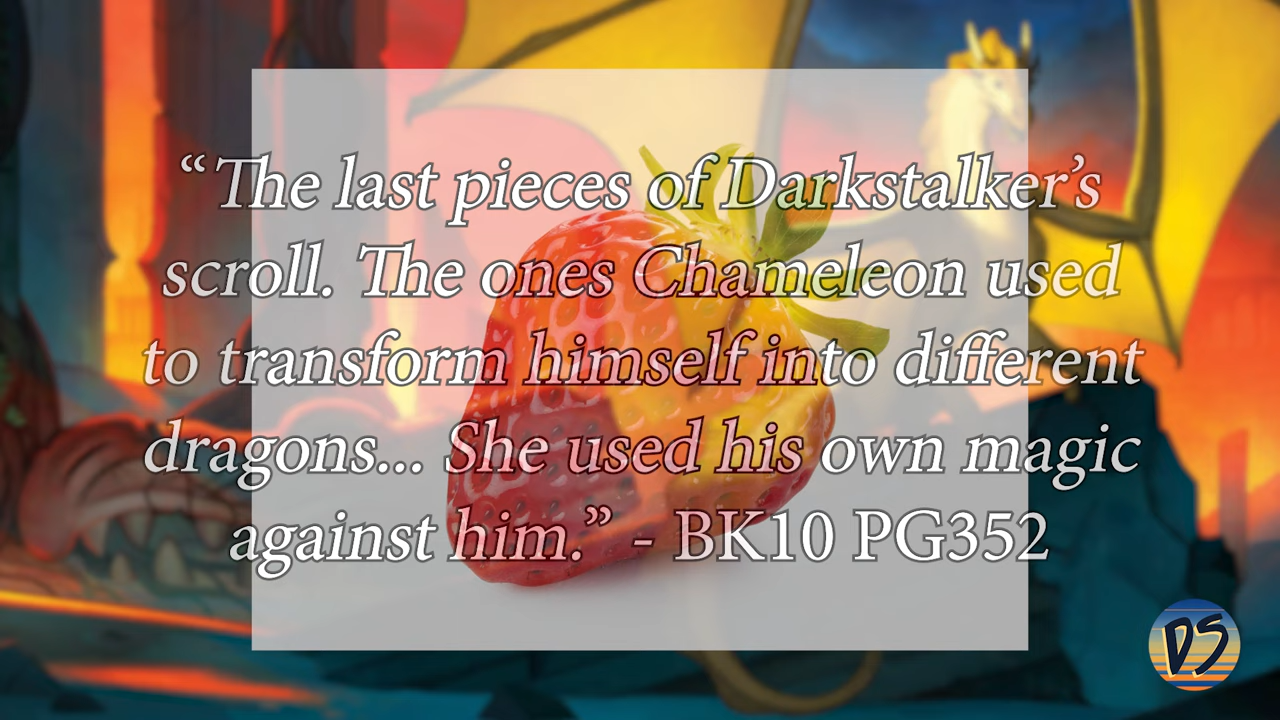 “The last pieces of Darkstalker’s
scroll. The ones Chameleon used
to transform himself into different
dragons... She used his own magic
against him.” - BK10 PG352
DS